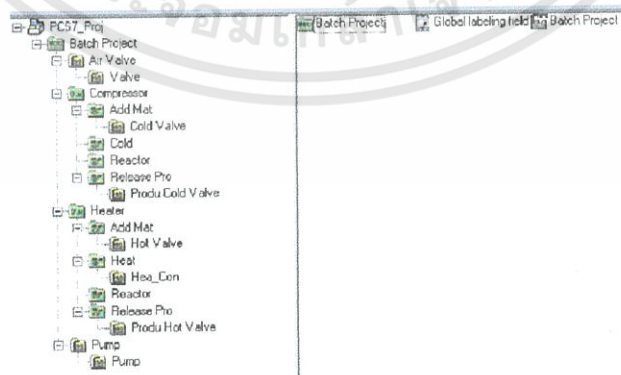 PCS7_Proj
Batch Project
Air Valve
Valve
Compressor
Add Mat
Cold Valve
Cold
Reactor
Release Pro
Produ Cold Valve
Heater
Add Mat
Hot Valve
Heat
Hea_Con
Reactor
Release Pro
Produ Hot Valve
Pump
Pump
Batch Project Global labeling field Batch Project